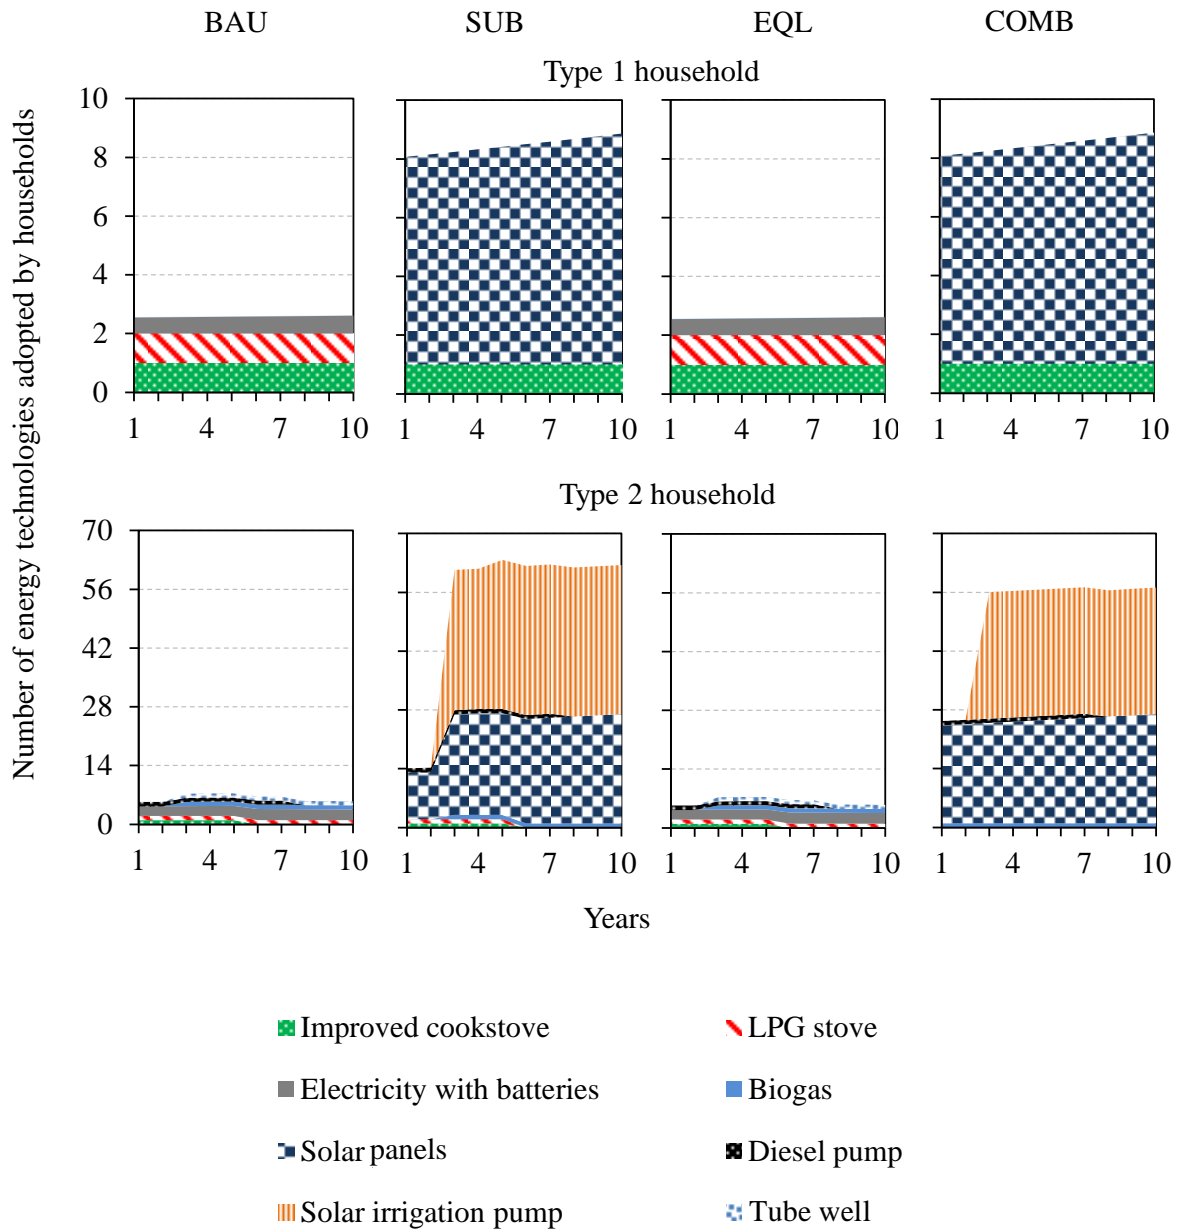 BAU SUB EQL COMB
Type 1 household
Number of energy technologies adopted by households
10
8
6
4
2
0
1 4 7 10 1 4 7 10 1 4 7 10 1 4 7 10
Type 2 household
70
56
42
28
14
0
1 4 7 10 1 4 7 10 1 4 7 10 1 4 7 10
Years
Improved cookstove LPG stove
Electricity with batteries Biogas
Solar panels Diesel pump
Solar irrigation pump Tube well